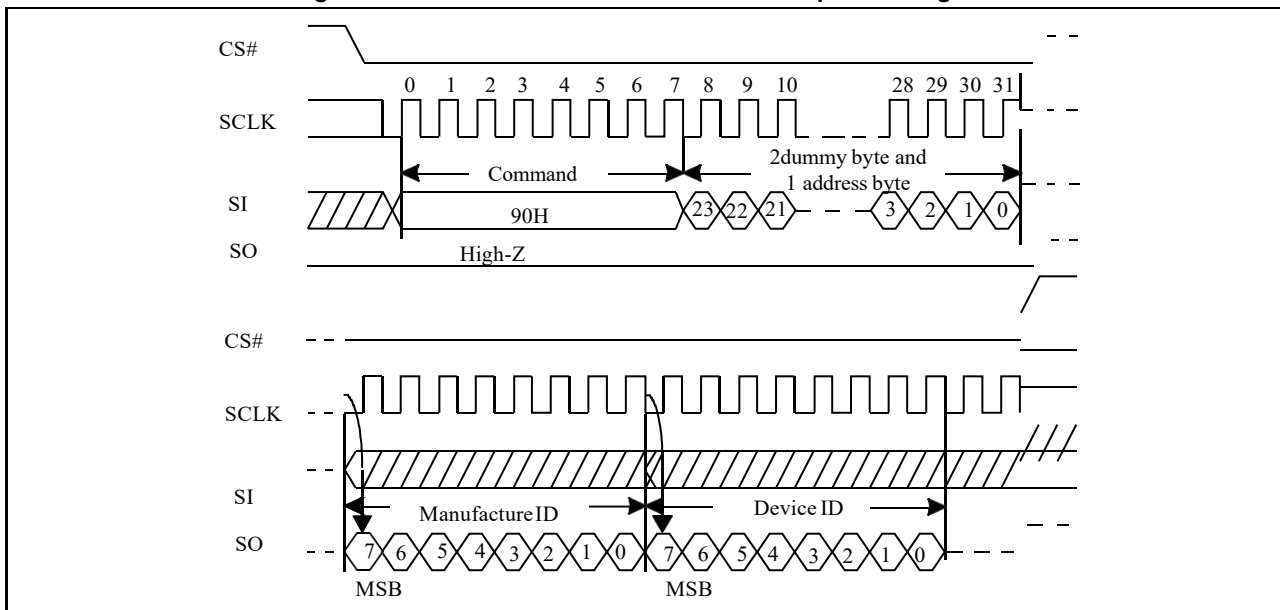 CS#
0 1 2 3 4 5 6 7 8 9 10 28 29 30 31
SCLK
Command
2dummy byte and
1 address byte
SI
90H
23 22 21 3 2 1 0
SO
High-Z
CS#
SCLK
SI
Manufacture ID
Device ID
SO
7 6 5 4 3 2 1 0 7 6 5 4 3 2 1 0
MSB MSB